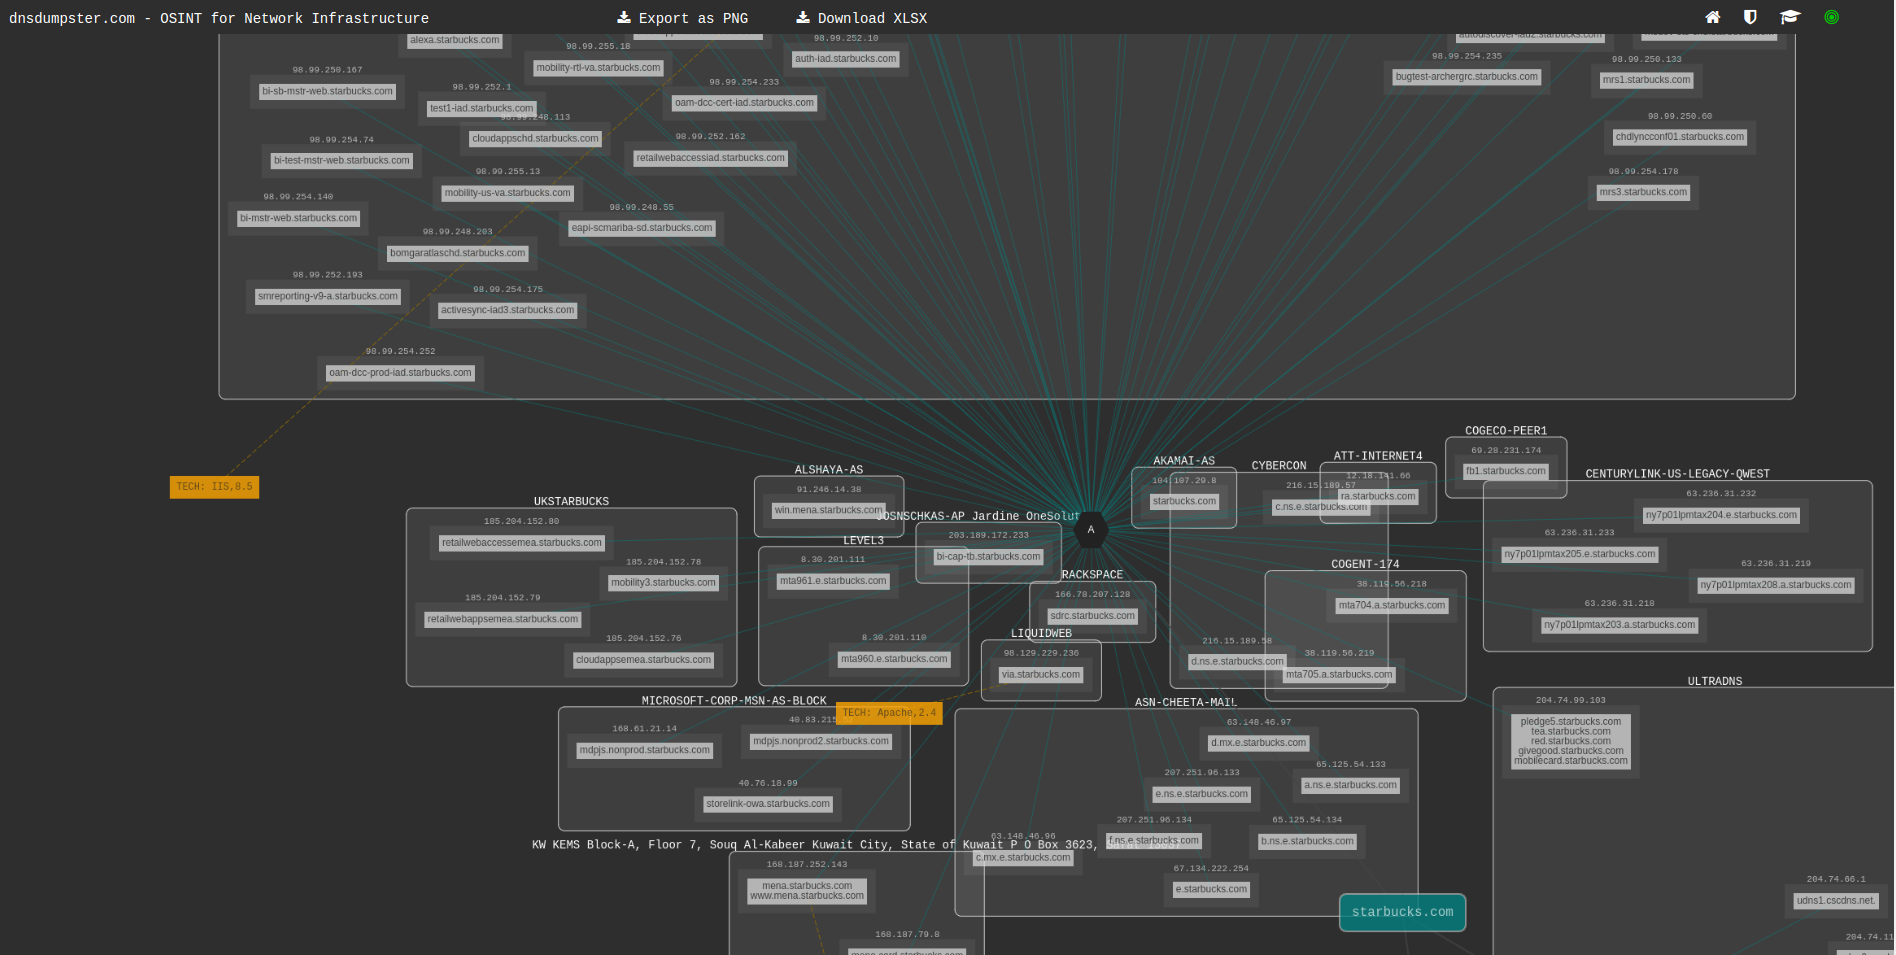 dnsdumpster.com - OSINT for Network Infrastructure
Export as PNG
Download XLSX
alexa.starbucks.com
98.99.255.18
mobility-rtl-va.starbucks.com
98.99.252.10
auth-iad.starbucks.com
autodiscover-iad2.starbucks.com
98.99.254.235
bugtest-archergrc.starbucks.com
98.99.250.133
mrs1.starbucks.com
98.99.250.167
bi-sb-mstr-web.starbucks.com
98.99.252.1
test1-iad.starbucks.com
98.99.254.233
oam-dcc-cert-iad.starbucks.com
98.99.248.113
cloudappschd.starbucks.com
98.99.250.60
chdlyncconf01.starbucks.com
98.99.254.74
bi-test-mstr-web.starbucks.com
98.99.252.162
retailwebaccessiad.starbucks.com
98.99.255.13
mobility-us-va.starbucks.com
98.99.254.178
mrs3.starbucks.com
98.99.254.140
bi-mstr-web.starbucks.com
98.99.248.55
eapi-scmariba-sd.starbucks.com
98.99.248.203
bomgaratlaschd.starbucks.com
98.99.252.193
smreporting-v9-a.starbucks.com
98.99.254.175
activesync-iad3.starbucks.com
98.99.254.252
oam-dcc-prod-iad.starbucks.com
TECH: IIS,8.5
UKSTARBUCKS
185.204.152.80
retailwebaccessemea.starbucks.com
185.204.152.78
mobility3.starbucks.com
185.204.152.79
retailwebappsemea.starbucks.com
185.204.152.76
cloudappsemea.starbucks.com
ALSHAYA-AS
91.246.14.38
win.mena.starbucks.com
JOSNSCHKAS-AP Jardine OneSolut
203.189.172.233
bi-cap-tb.starbucks.com
LEVEL3
8.30.201.111
mta961.e.starbucks.com
8.30.201.110
mta960.e.starbucks.com
A
AKAMAI-AS
104.107.29.8
starbucks.com
CYBERCON
216.15.189.57
c.ns.e.starbucks.com
216.15.189.58
d.ns.e.starbucks.com
ATT-INTERNET4
12.18.141.66
ra.starbucks.com
COGECO-PEER1
69.28.231.174
fb1.starbucks.com
CENTURYLINK-US-LEGACY-QWEST
63.236.31.232
ny7p01lpmtax204.e.starbucks.com
63.236.31.233
ny7p01lpmtax205.e.starbucks.com
63.236.31.219
ny7p01lpmtax208.a.starbucks.com
63.236.31.218
ny7p01lpmtax203.a.starbucks.com
RACKSPACE
166.78.207.128
sdrc.starbucks.com
COGENT-174
38.119.56.218
mta704.a.starbucks.com
38.119.56.219
mta705.a.starbucks.com
LIQUIDWEB
98.129.229.236
via.starbucks.com
MICROSOFT-CORP-MSN-AS-BLOCK
168.61.21.14
mdpjs.nonprod.starbucks.com
40.83.215
mdpjs.nonprod2.starbucks.com
40.76.18.99
storelink-owa.starbucks.com
TECH: Apache,2.4
ASN-CHEETA-MAIL
63.148.46.97
d.mx.e.starbucks.com
65.125.54.133
a.ns.e.starbucks.com
207.251.96.133
e.ns.e.starbucks.com
207.251.96.134
f.ns.e.starbucks.com
65.125.54.134
b.ns.e.starbucks.com
63.148.46.96
c.mx.e.starbucks.com
67.134.222.254
e.starbucks.com
ULTRADNS
204.74.99.103
pledge5.starbucks.com
tea.starbucks.com
red.starbucks.com
givegood.starbucks.com
mobilecard.starbucks.com
204.74.66.1
udns1.cscdns.net.
204.74.11
KW KEMS Block-A, Floor 7, Souq Al-Kabeer Kuwait City, State of Kuwait P O Box 3623,
168.187.252.143
mena.starbucks.com
www.mena.starbucks.com
168.187.79.8
starbucks.com